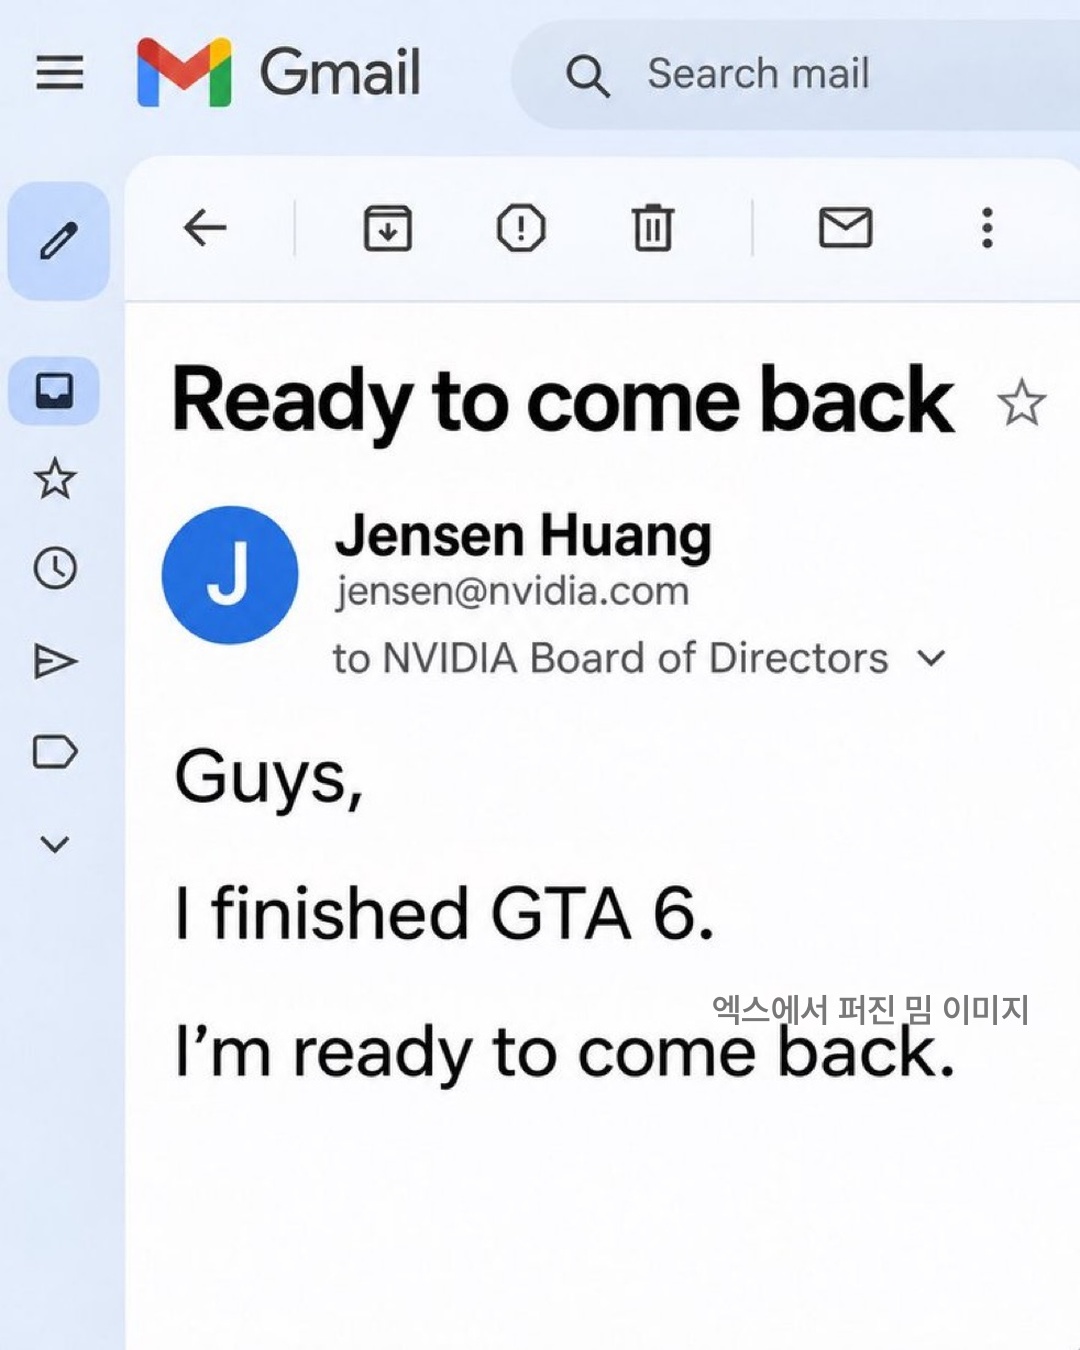 Gmail
Search mail
Ready to come back
J
Jensen Huang
jensen@nvidia.com
to NVIDIA Board of Directors
Guys,
I finished GTA 6.
엑스에서 퍼진 밈 이미지
I’m ready to come back.